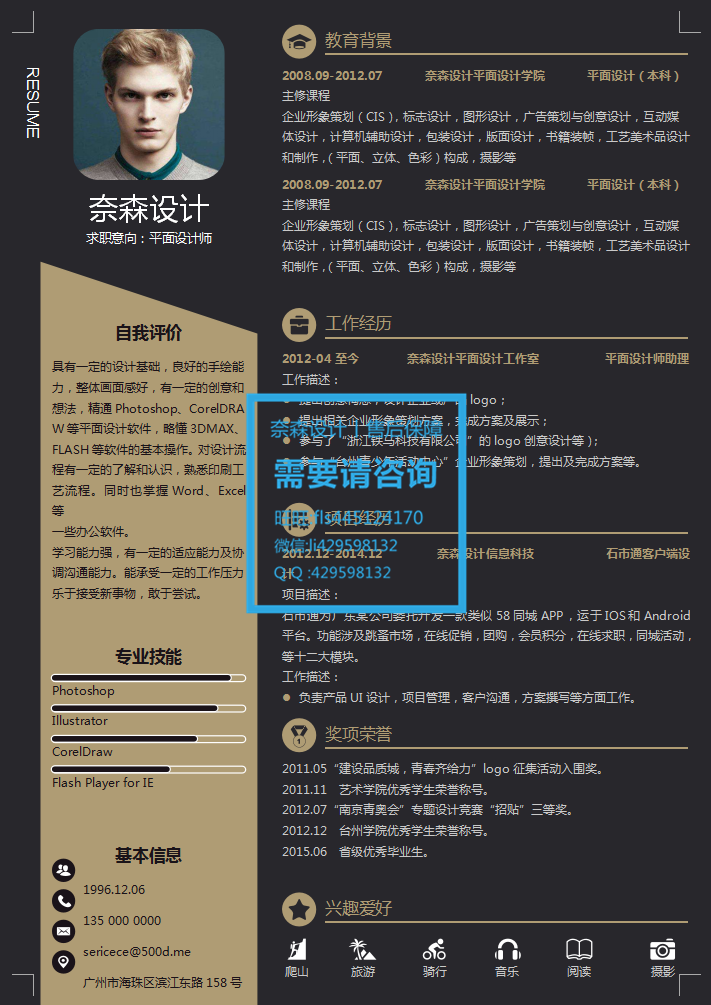 RESUME
奈森设计
求职意向：平面设计师
自我评价
具有一定的设计基础，良好的手绘能
力，整体画面感好，有一定的创意和
想法，精通 Photoshop、CorelDRA
W 等平面设计软件，略懂 3DMAX、
FLASH 等软件的基本操作。对设计流
程有一定的了解和认识，熟悉印刷工
艺流程。同时也掌握 Word、Excel
等
一些办公软件。
学习能力强，有一定的适应能力及协
调沟通能力。能承受一定的工作压力
乐于接受新事物，敢于尝试。
专业技能
Photoshop
Illustrator
CorelDraw
Flash Player for IE
基本信息
1996.12.06
135 000 0000
sericece@500d.me
广州市海珠区滨江东路 158 号
教育背景
2008.09-2012.07 奈森设计平面设计学院 平面设计（本科）
主修课程
企业形象策划（CIS），标志设计，图形设计，广告策划与创意设计，互动媒
体设计，计算机辅助设计，包装设计，版面设计，书籍装帧，工艺美术品设计
和制作，（平面、立体、色彩）构成，摄影等
2008.09-2012.07 奈森设计平面设计学院 平面设计（本科）
主修课程
企业形象策划（CIS），标志设计，图形设计，广告策划与创意设计，互动媒
体设计，计算机辅助设计，包装设计，版面设计，书籍装帧，工艺美术品设计
和制作，（平面、立体、色彩）构成，摄影等
工作经历
2012-04 至今 奈森设计平面设计工作室 平面设计师助理
工作描述：
提出创意构思，设计企业或产的 logo；
提出相关企业形象策划方案，完成方案及展示；
参与了“浙江铁马科技有限公司”的 logo 创意设计等）；
参与“台州青少年活动中心”企业形象策划，提出及完成方案等。
奈森设计 售后保障
需要请咨询
微信:li429598132
QQ:429598132
项目经历
2012.12-2014.12 奈森设计信息科技 石市通客户端设
计
项目描述：
石市通为广东某公司委托开发一款类似 58 同城 APP，运于 IOS 和 Android
平台。功能涉及跳蚤市场，在线促销，团购，会员积分，在线求职，同城活动，
等十二大模块。
工作描述：
负责产品 UI 设计，项目管理，客户沟通，方案撰写等方面工作。
奖项荣誉
2011.05“建设品质城，青春齐给力”logo 征集活动入围奖。
2011.11 艺术学院优秀学生荣誉称号。
2012.07“南京青奥会”专题设计竞赛“招贴”三等奖。
2012.12 台州学院优秀学生荣誉称号。
2015.06 省级优秀毕业生。
兴趣爱好
爬山 旅游 骑行 音乐 阅读 摄影